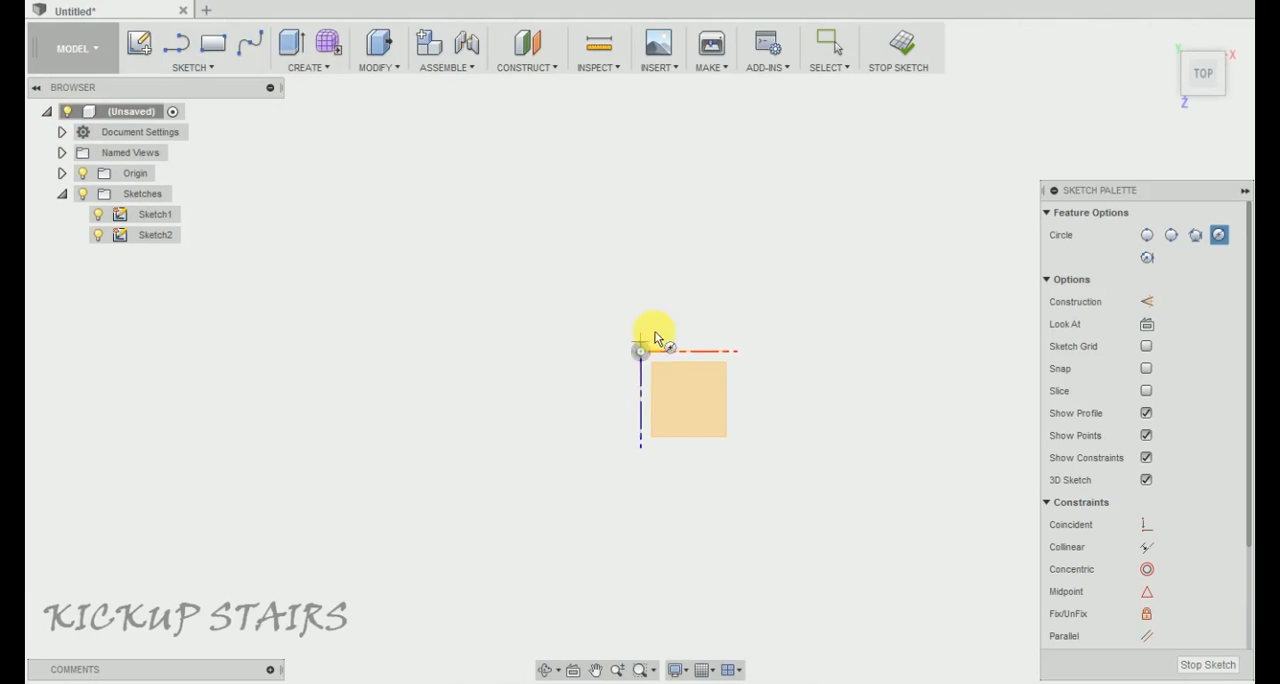 Untitled*
MODEL
SKETCH
CREATE
MODIFY
ASSEMBLE
CONSTRUCT
INSPECT
INSERT
MAKE
ADD-INS
SELECT
STOP SKETCH
BROWSER
(Unsaved)
Document Settings
Named Views
Origin
Sketches
Sketch1
Sketch2
Y
X
TOP
Z
SKETCH PALETTE
Feature Options
Circle
Options
Construction
Look At
Sketch Grid
Snap
Slice
Show Profile
Show Points
Show Constraints
3D Sketch
Constraints
Coincident
Collinear
Concentric
Midpoint
Fix/UnFix
Parallel
Stop Sketch
KICKUP STAIRS
COMMENTS